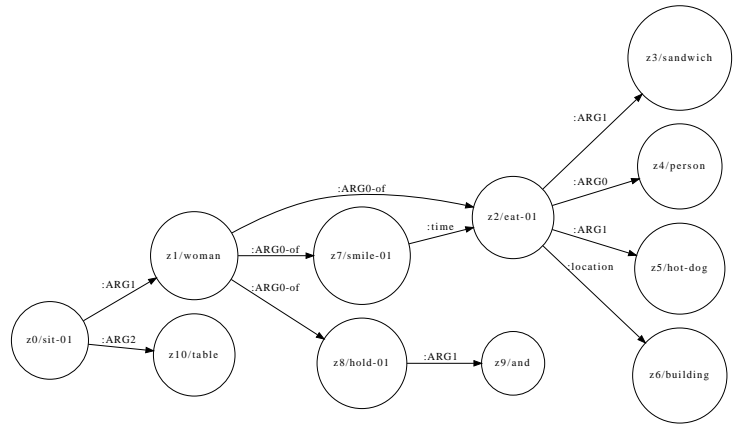 z3/sandwich
:ARG1
z4/person
:ARG0-of
:ARG0
z2/eat-01
:time
:ARG1
z1/woman
:ARG0-of
z7/smile-01
:location
z5/hot-dog
:ARG1
:ARG0-of
z0/sit-01
:ARG2
z10/table
z8/hold-01
:ARG1
z9/and
z6/building